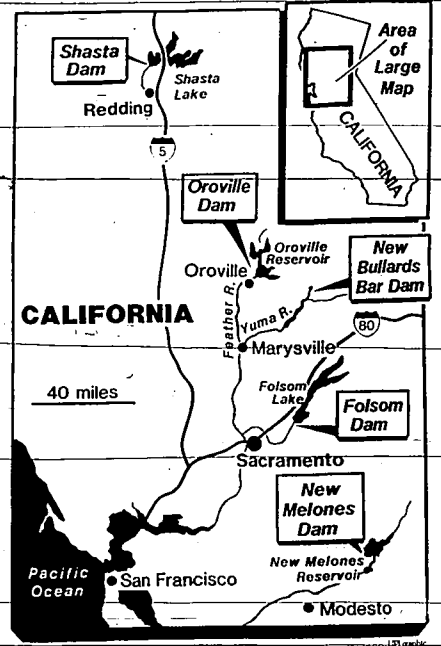 Shasta
Dam
Shasta
Lake
Redding
5
Area
of
Large
Map
CALIFORNIA
Oroville
Dam
Oroville
Reservoir
Oroville
New
Bullards
Bar Dam
Feather R.
Yuma R.
80
CALIFORNIA
Marysville
40 miles
Folsom
Lake
Folsom
Dam
Sacramento
New
Melones
Dam
New Melones
Reservoir
Pacific
Ocean
San Francisco
Modesto
UPI graphic